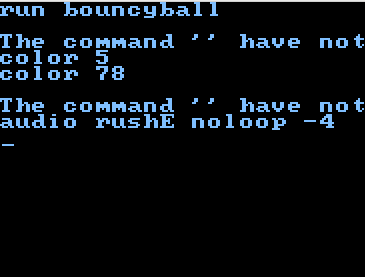 run bouncyball
The command '' have not
color 5
color 78
The command '' have not
audio rushE noloop -4
_